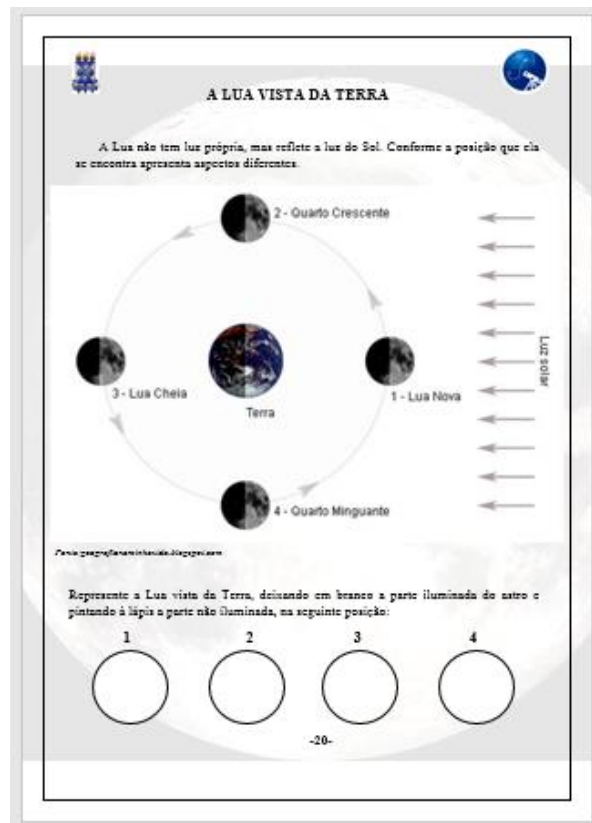 A LUA VISTA DA TERRA
A Lua não tem luz própria, mas reflete a luz do Sol. Conforme a posição que ela
se encontra apresenta aspectos diferentes.
2 - Quarto Crescente
Luz solar
3 - Lua Cheia
Terra
1 - Lua Nova
4 - Quarto Minguante
Represente a Lua vista da Terra, deixando em branco a parte iluminada do astro e
pintando à lápis a parte não iluminada, na seguinte posição:
1 2 3 4
-20-